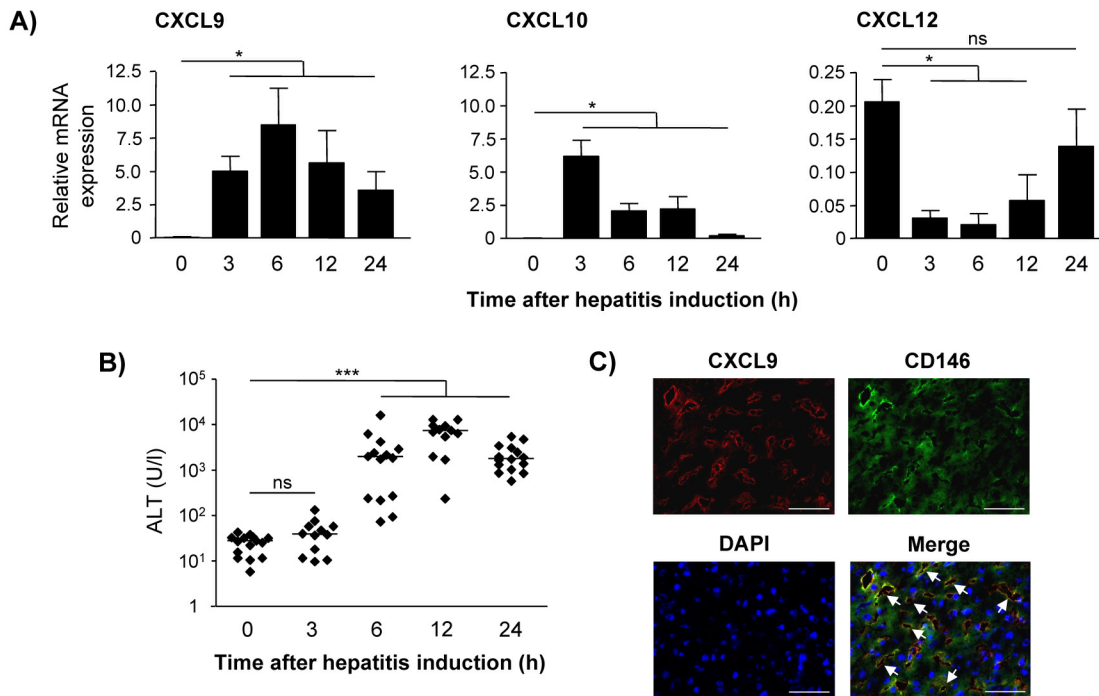 A)
CXCL9
CXCL10
CXCL12
Relative mRNA
expression
*
12.5
10.0
7.5
5.0
2.5
0
0 3 6 12 24
*
12.5
10.0
7.5
5.0
2.5
0
0 3 6 12 24
ns
*
0.25
0.20
0.15
0.10
0.05
0
0 3 6 12 24
Time after hepatitis induction (h)
B)
ALT (U/l)
***
ns
10⁵
10⁴
10³
10²
10¹
1
0 3 6 12 24
Time after hepatitis induction (h)
C)
CXCL9
CD146
DAPI
Merge